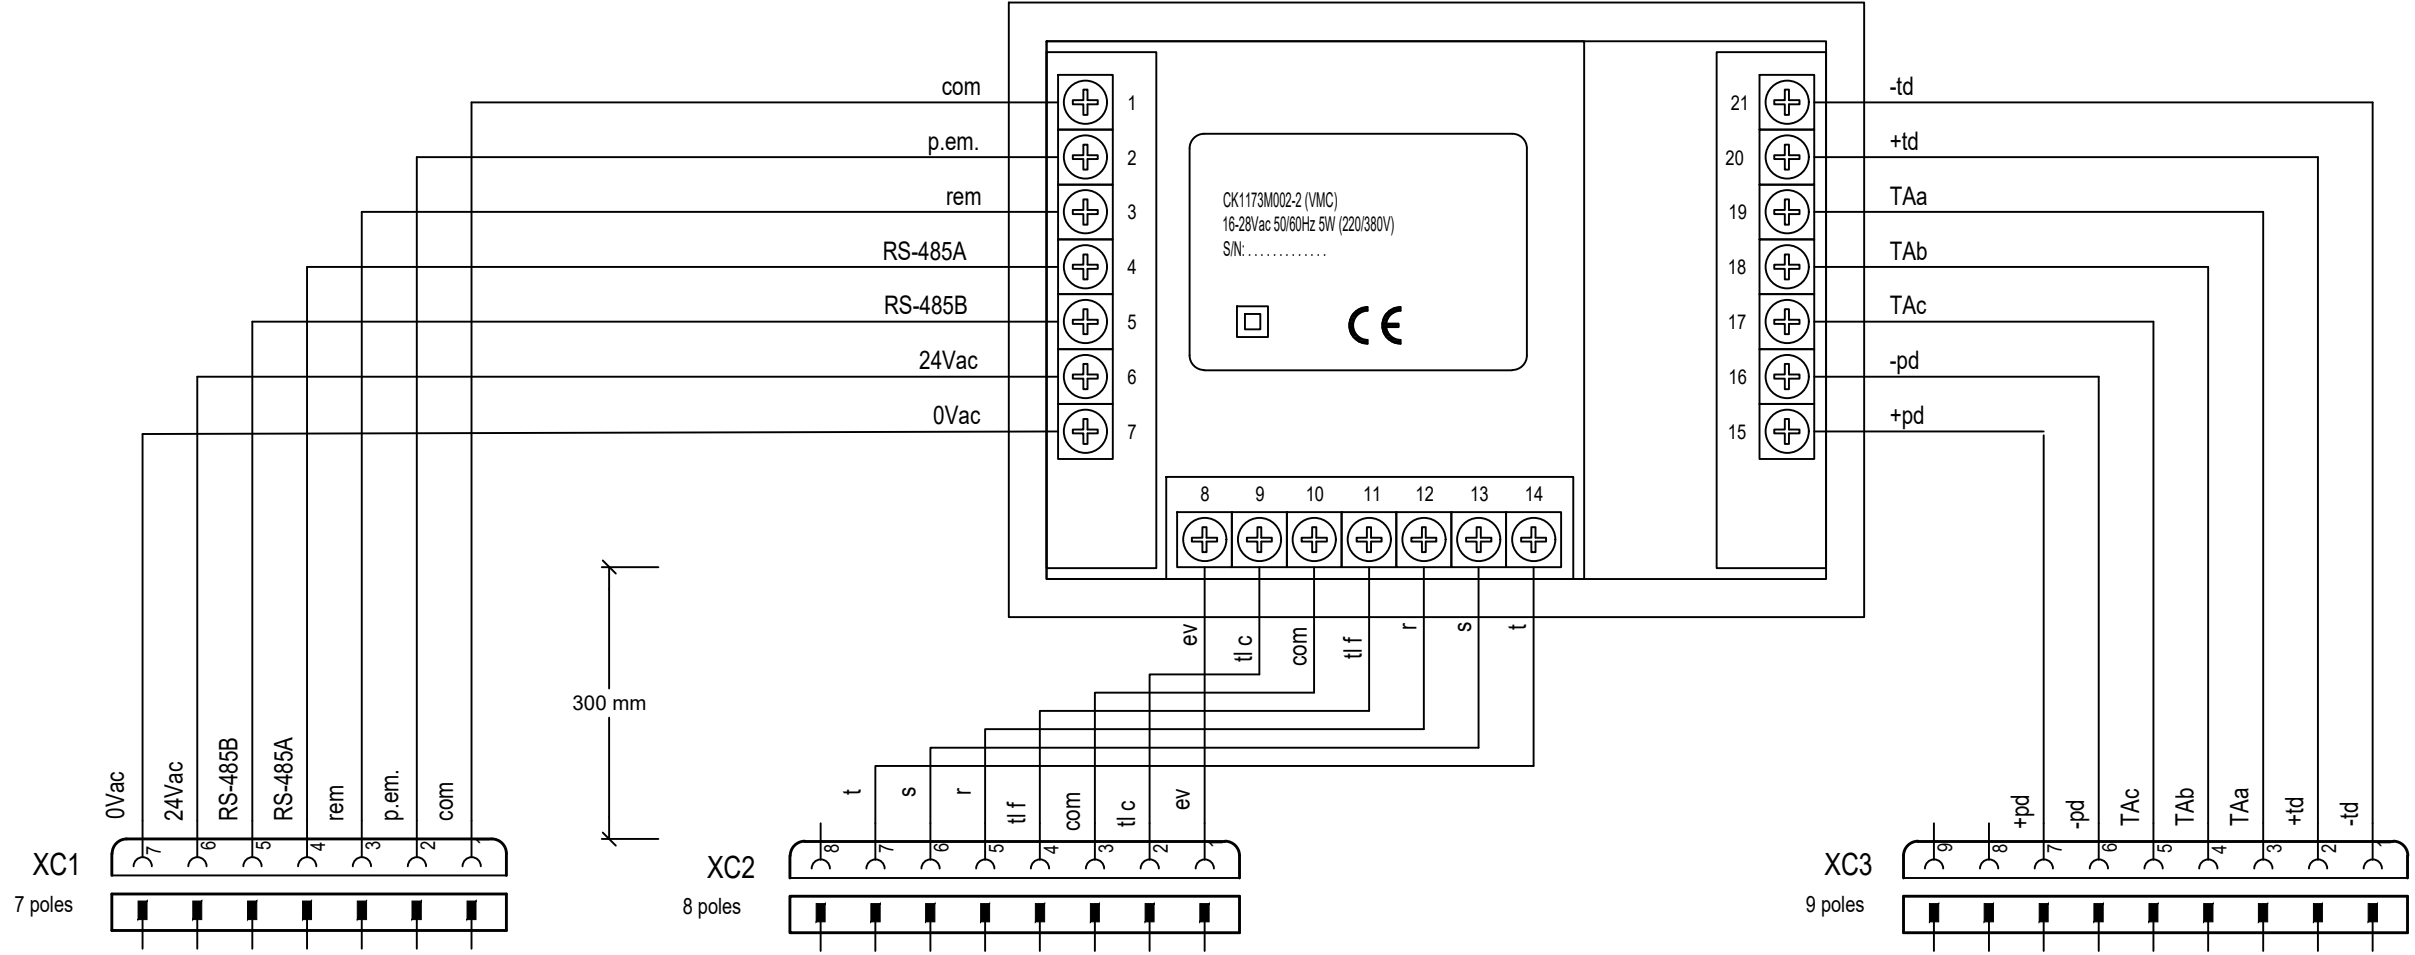 com
1
p.em.
2
rem
3
RS-485A
4
RS-485B
5
24Vac
6
0Vac
7
CK1173M002-2 (VMC)
16-28Vac 50/60Hz 5W (220/380V)
S/N: . . . . . . . . . . . . .
CE
21
-td
20
+td
19
TAa
18
TAb
17
TAc
16
-pd
15
+pd
8 9 10 11 12 13 14
ev tl c com tl f r s t
300 mm
0Vac 24Vac RS-485B RS-485A rem p.em. com
XC1
7 6 5 4 3 2 1
7 poles
t s r tl f com tl c ev
XC2
8 7 6 5 4 3 2 1
8 poles
+pd -pd TAc TAb TAa +td -td
XC3
9 8 7 6 5 4 3 2 1
9 poles